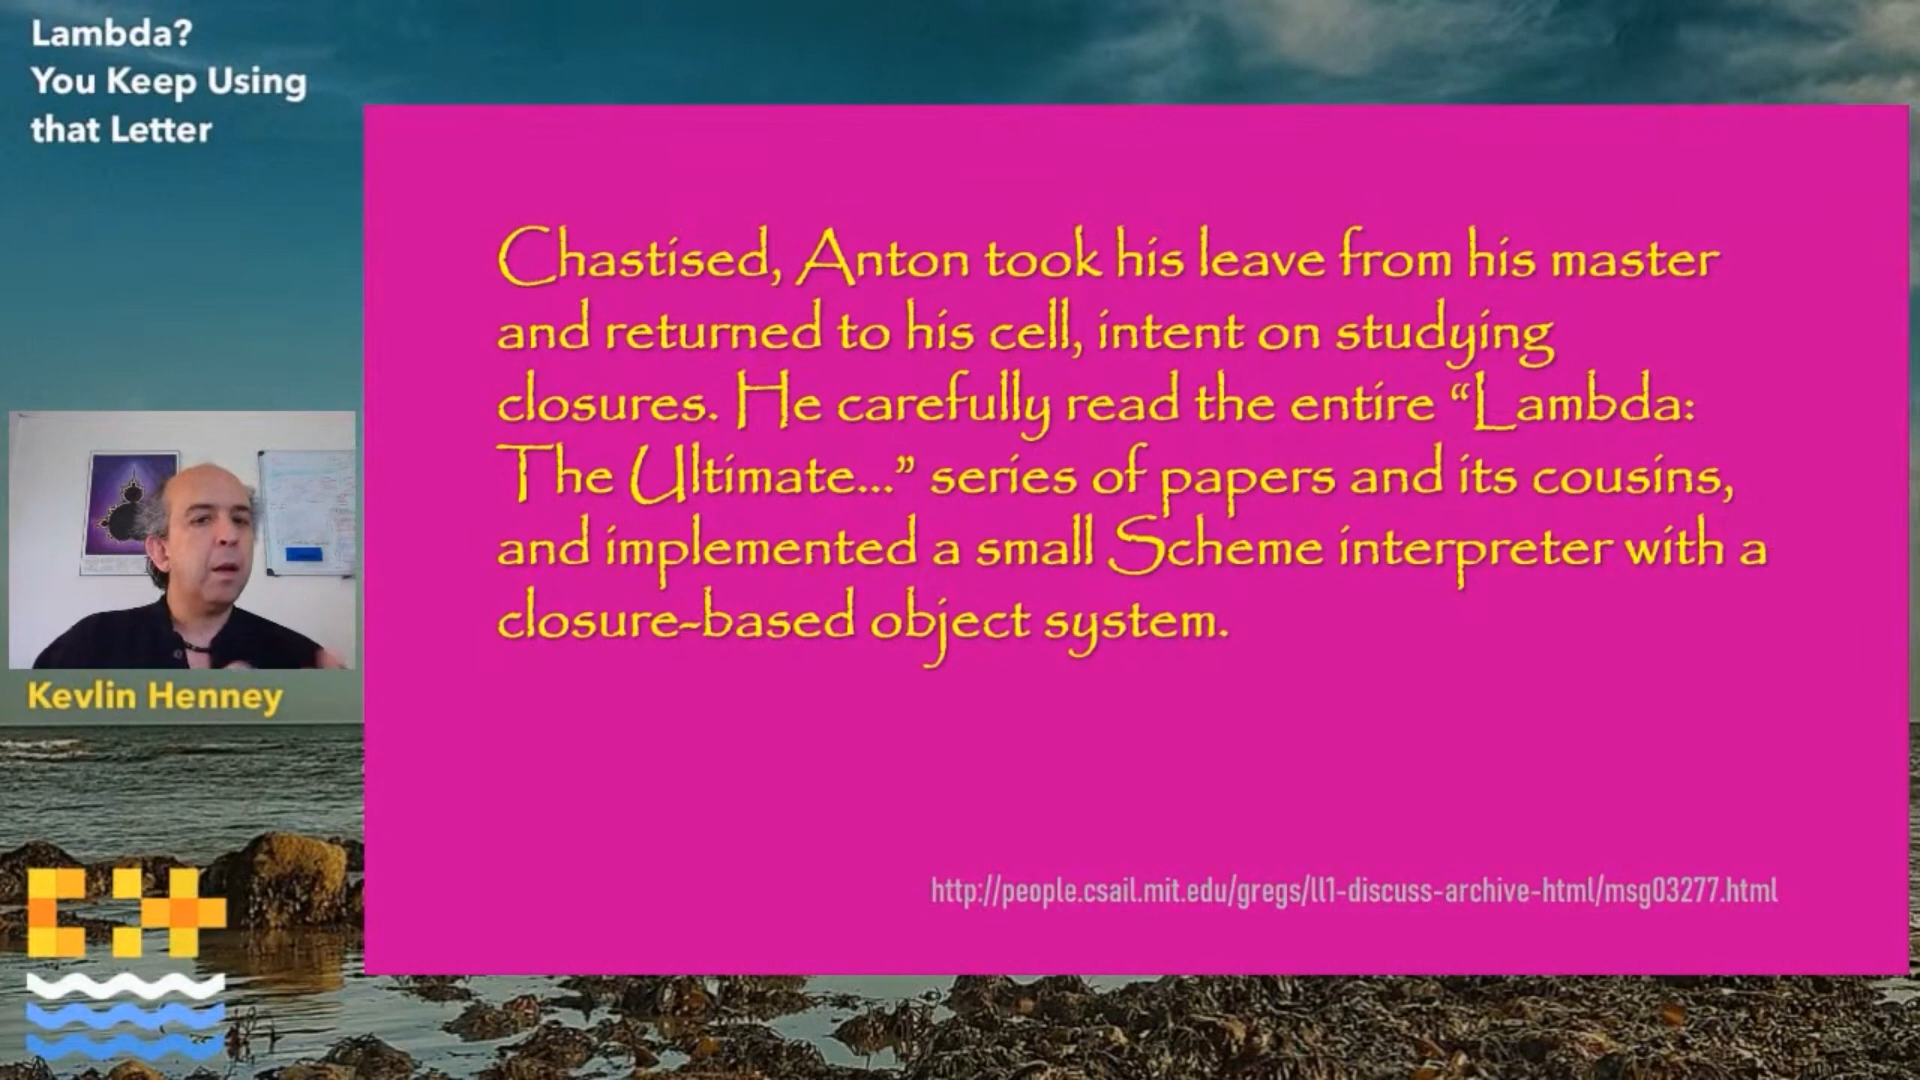 Lambda?
You Keep Using
that Letter
Chastised, Anton took his leave from his master
and returned to his cell, intent on studying
closures. He carefully read the entire “Lambda:
The Ultimate...” series of papers and its cousins,
and implemented a small Scheme interpreter with a
closure-based object system.
http://people.csail.mit.edu/gregs/ll1-discuss-archive-html/msg03277.html
Kevlin Henney